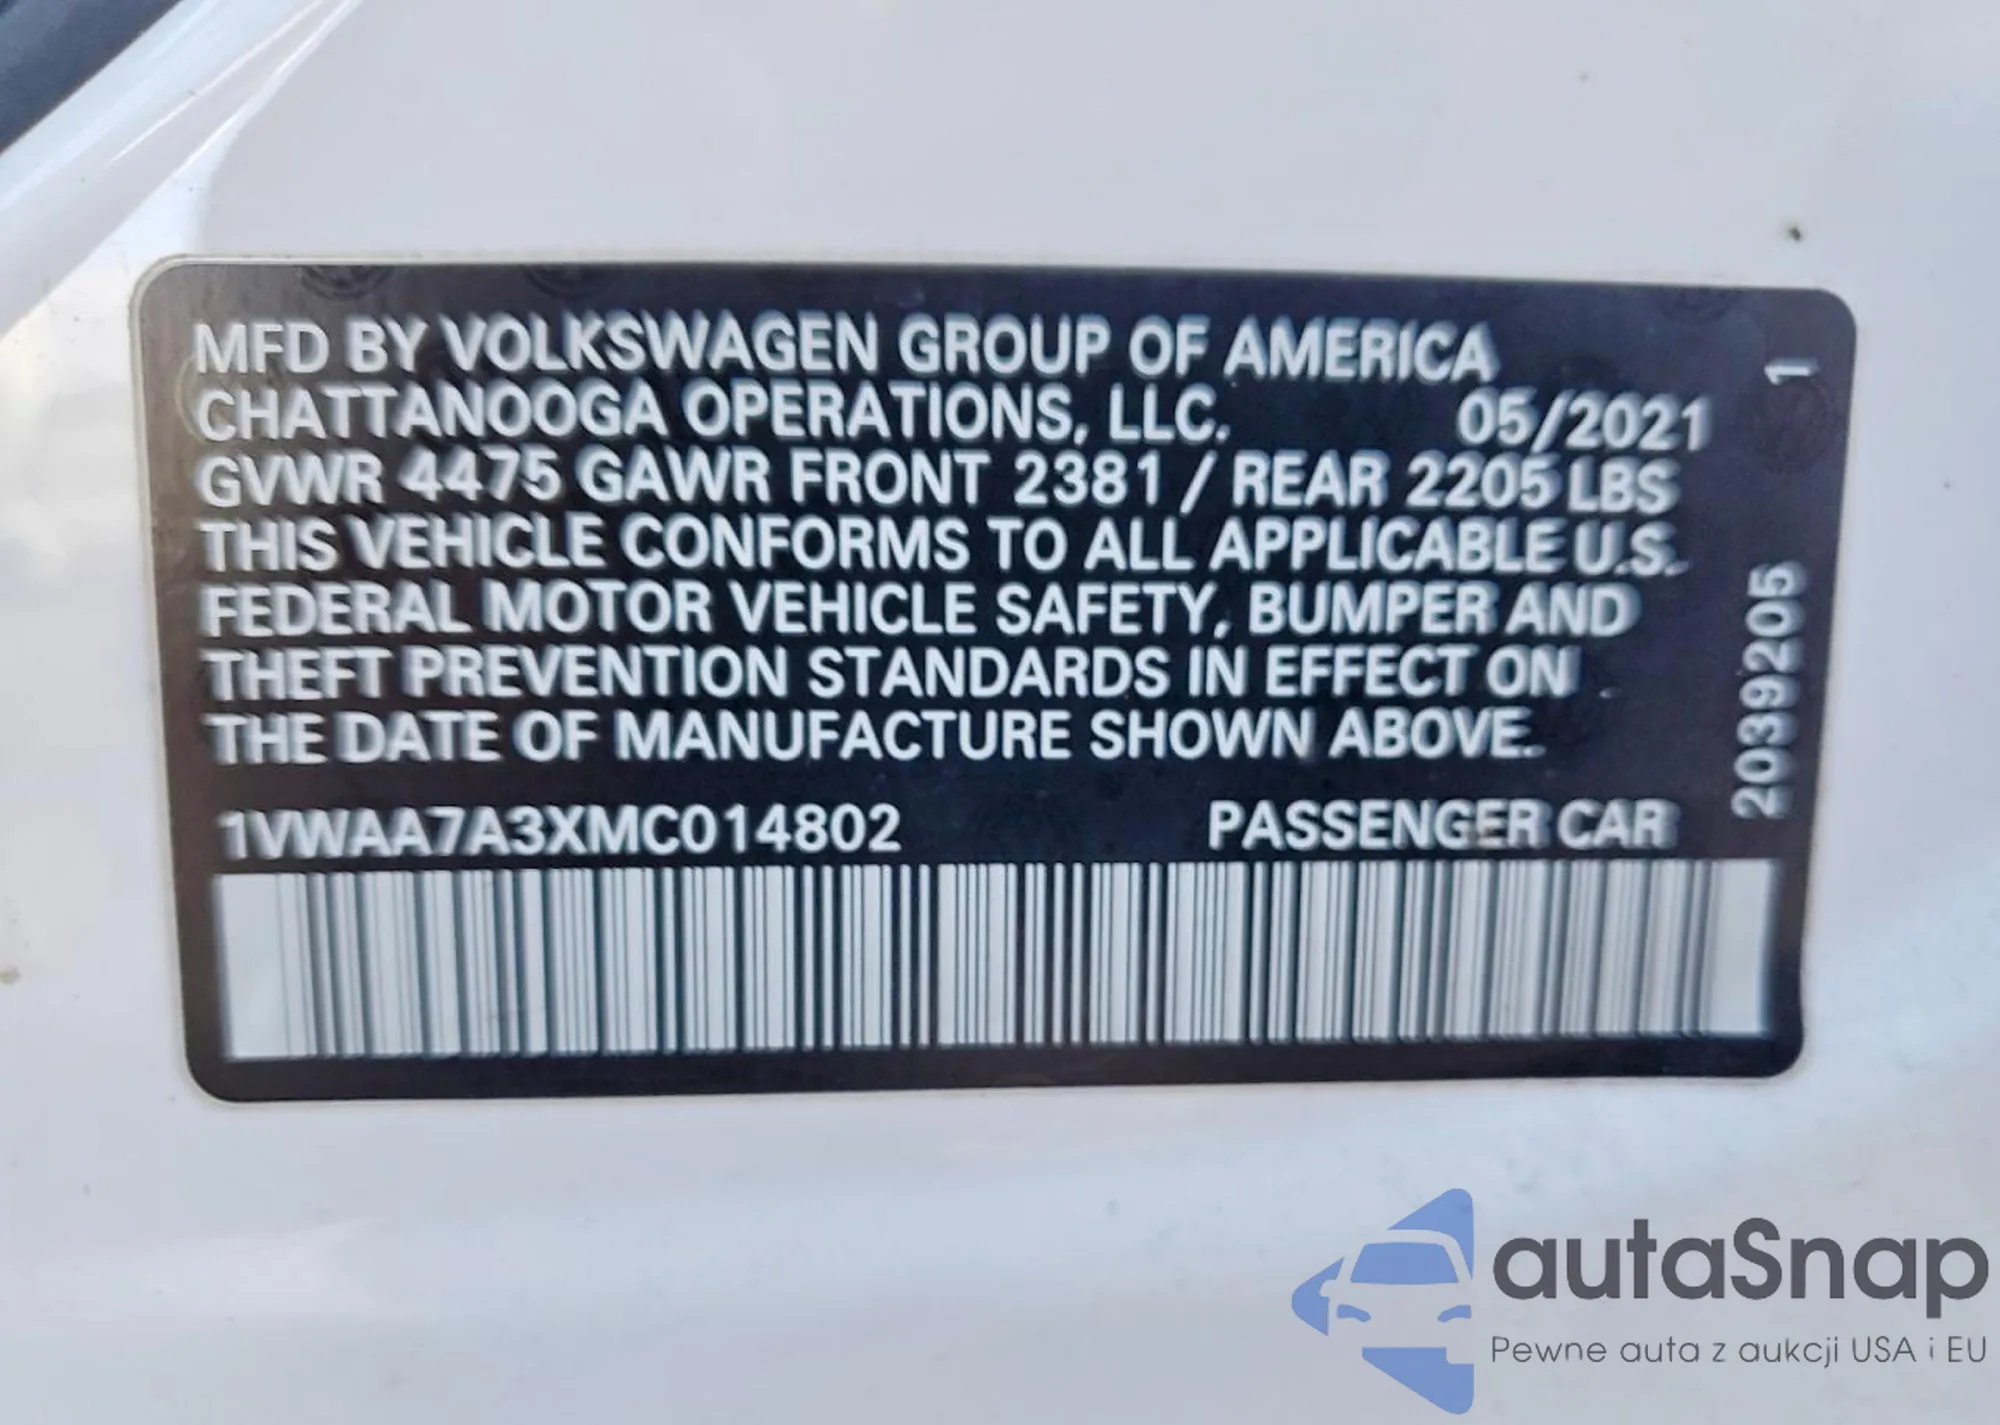 MFD BY VOLKSWAGEN GROUP OF AMERICA
CHATTANOOGA OPERATIONS, LLC. 05/2021
GVWR 4475 GAWR FRONT 2381 / REAR 2205 LBS
THIS VEHICLE CONFORMS TO ALL APPLICABLE U.S.
FEDERAL MOTOR VEHICLE SAFETY, BUMPER AND
THEFT PREVENTION STANDARDS IN EFFECT ON
THE DATE OF MANUFACTURE SHOWN ABOVE.
1VWAA7A3XMC014802 PASSENGER CAR
2039205 1
autaSnap
Pewne auta z aukcji USA i EU